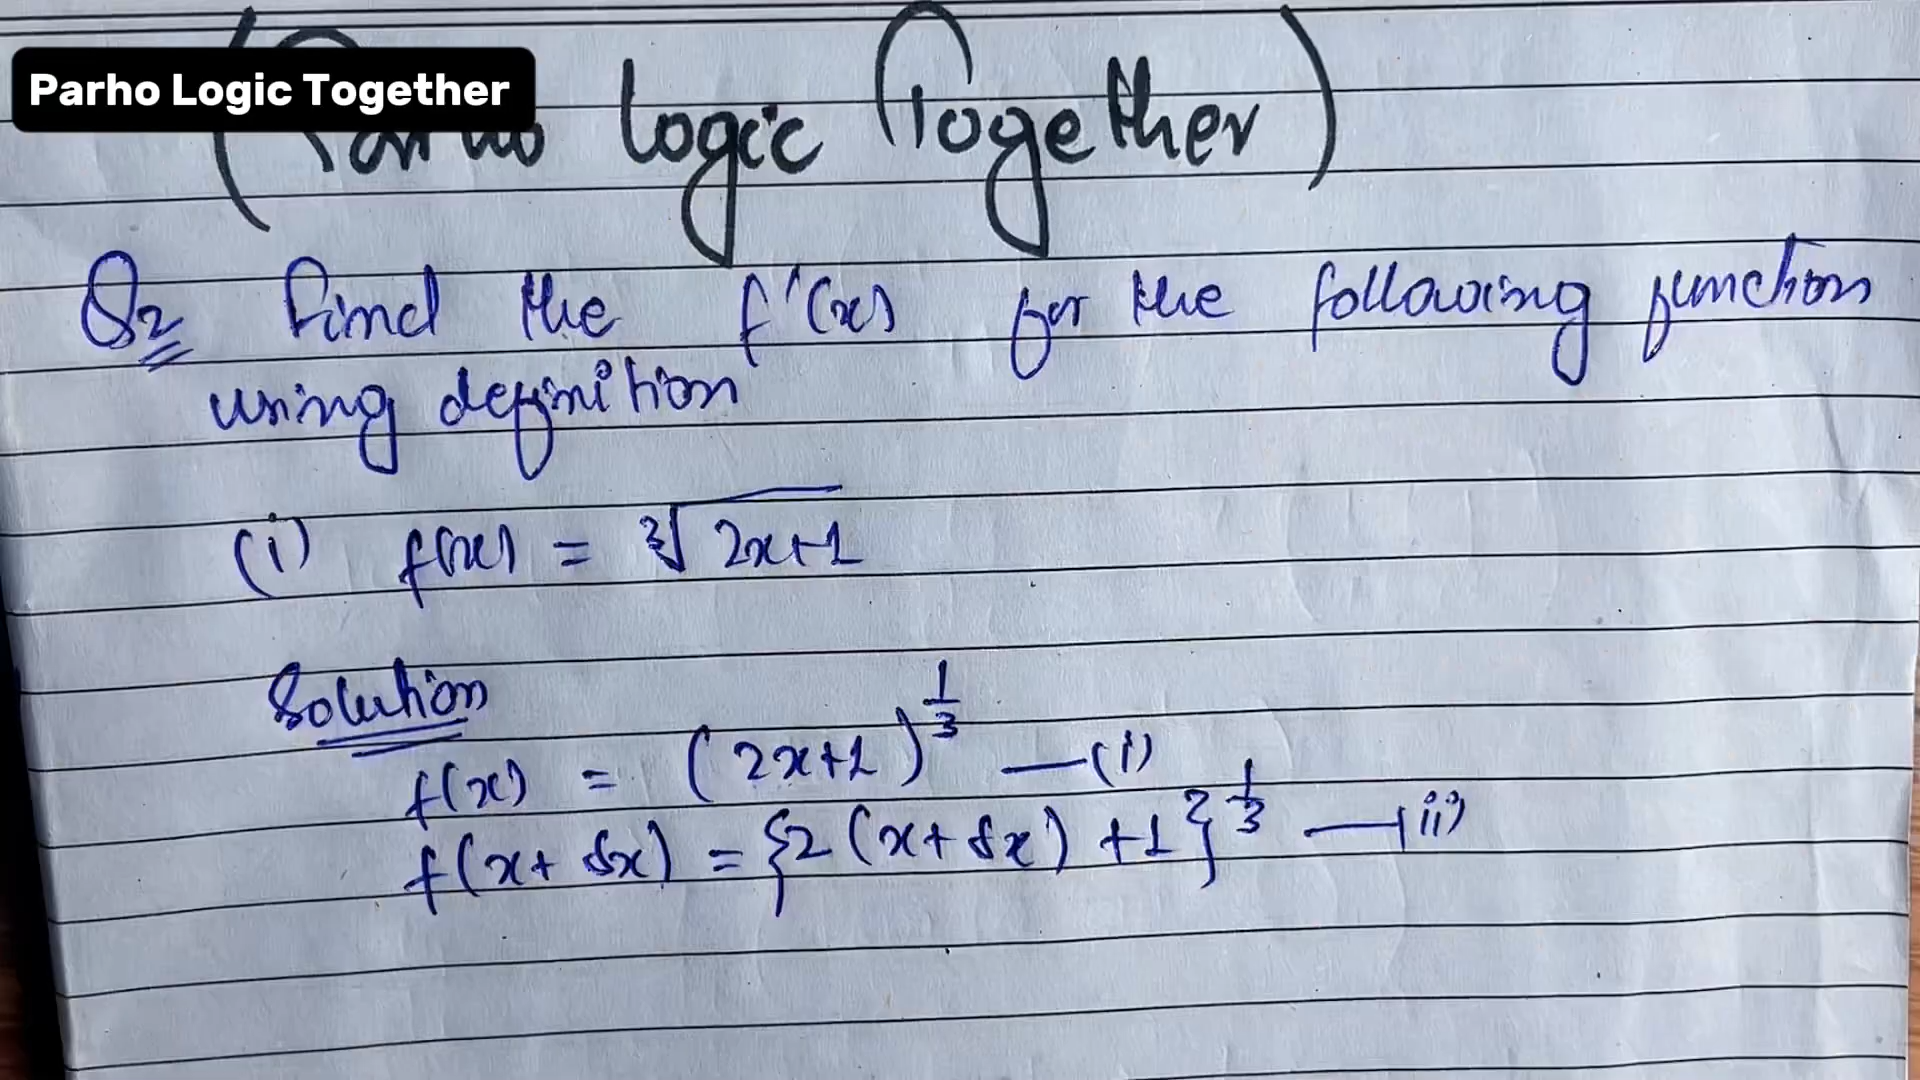 Parho Logic Together
(Parho Logic Together)
Q2 Find the f'(x) for the following function
using definition
(i) f(x) = ∛(2x+1)
Solution
f(x) = (2x+1)^(1/3) —(i)
f(x+δx) = {2(x+δx)+1}^(1/3) —(ii)